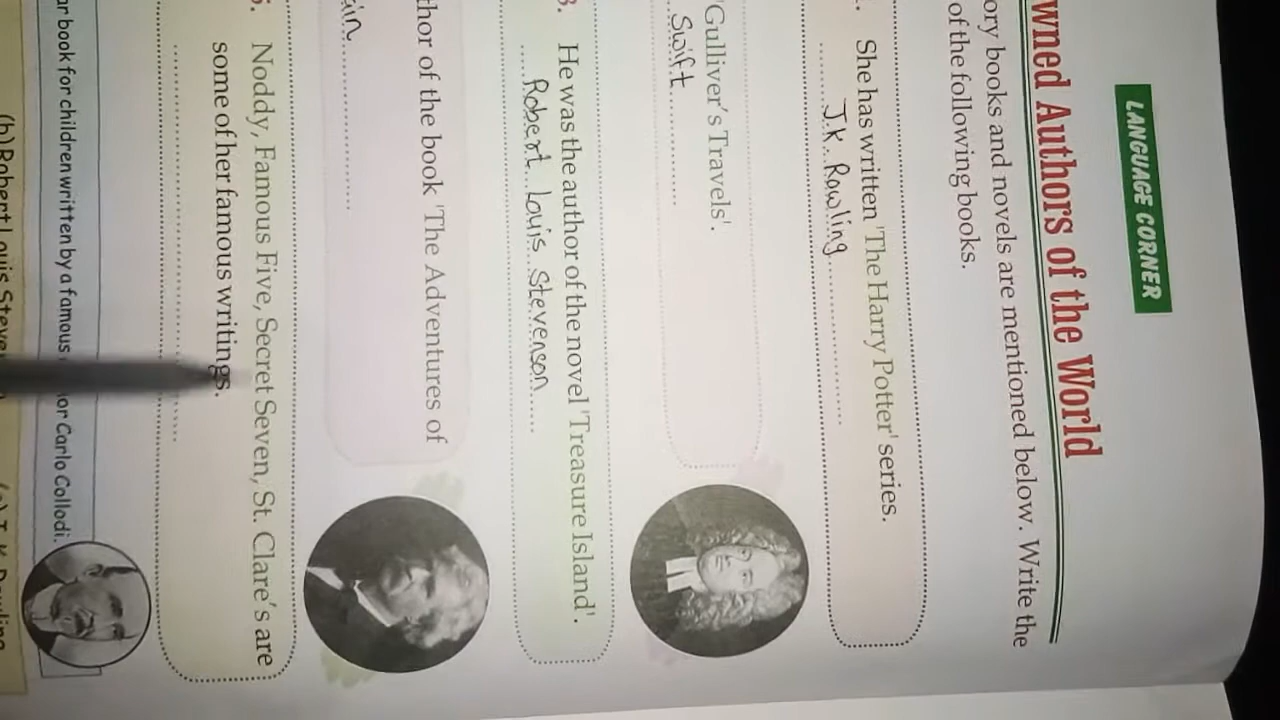 LANGUAGE CORNER
wned Authors of the World
ory books and novels are mentioned below. Write the
of the following books.
She has written 'The Harry Potter' series.
J.K. Rowling
'Gulliver's Travels'.
Swift
3. He was the author of the novel 'Treasure Island'.
Robert Louis Stevenson
thor of the book 'The Adventures of
ain
Noddy, Famous Five, Secret Seven, St. Clare's are
some of her famous writings.
ar book for children written by a famous or Carlo Collodi.
(b) Robert Louis Steve
J.K. Rowling